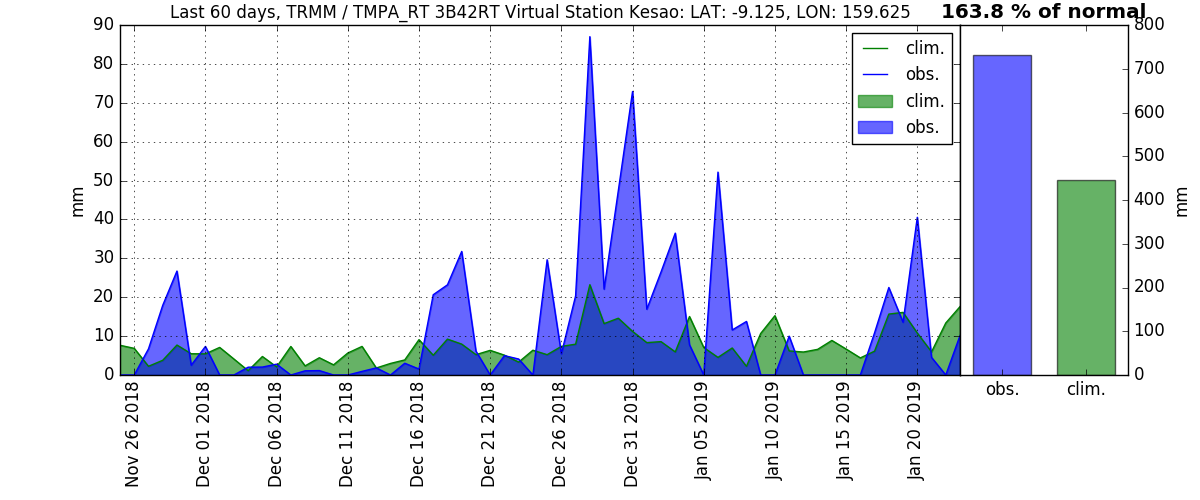 Last 60 days, TRMM / TMPA_RT 3B42RT Virtual Station Kesao: LAT: -9.125, LON: 159.625
163.8 % of normal
90
80
70
60
50
40
30
20
10
0
mm
clim.
obs.
clim.
obs.
Nov 26 2018
Dec 01 2018
Dec 06 2018
Dec 11 2018
Dec 16 2018
Dec 21 2018
Dec 26 2018
Dec 31 2018
Jan 05 2019
Jan 10 2019
Jan 15 2019
Jan 20 2019
800
700
600
500
400
300
200
100
0
mm
obs.
clim.